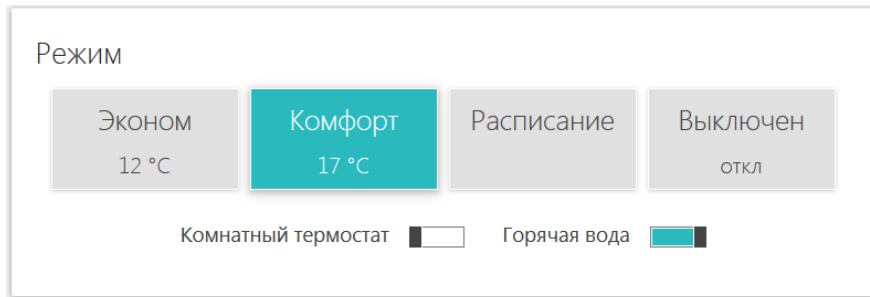 Режим
Эконом Комфорт Расписание Выключен
12 °C 17 °C откл
Комнатный термостат Горячая вода